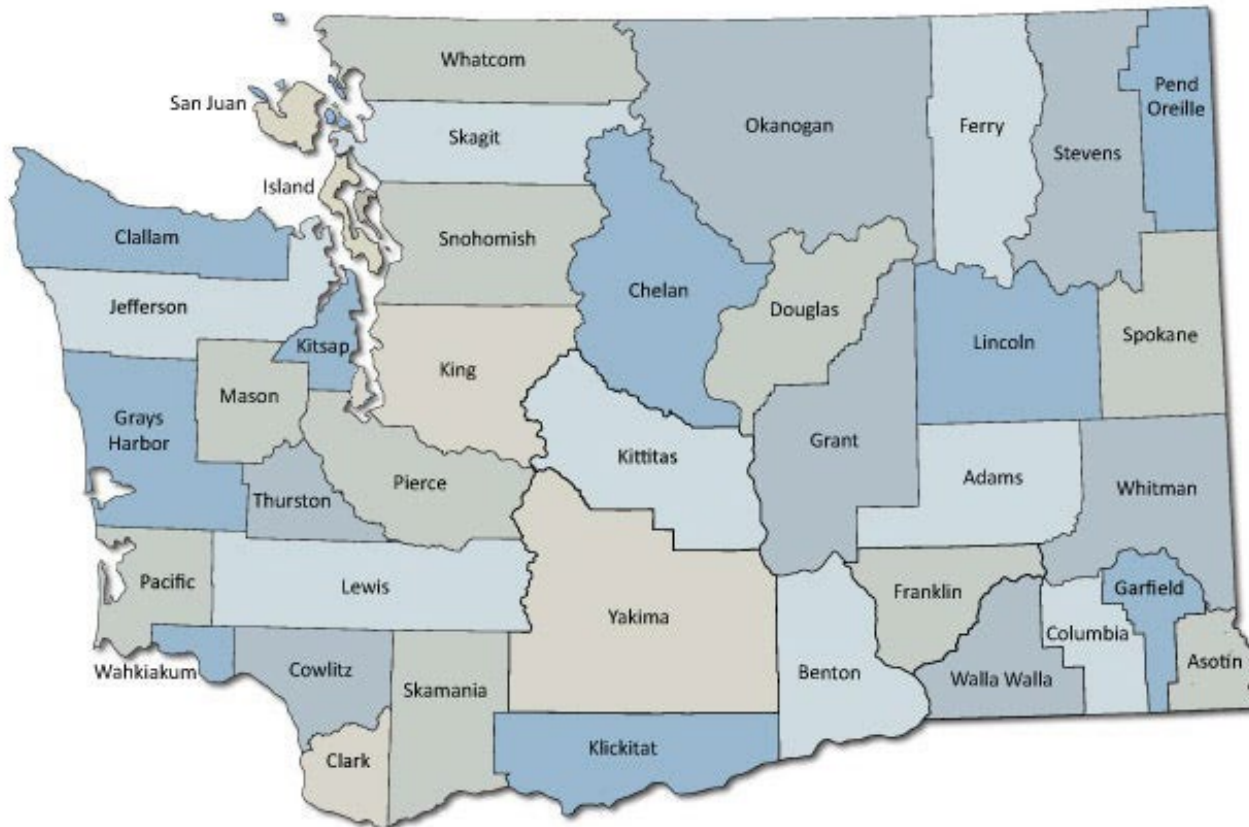 Whatcom
San Juan
Skagit
Okanogan
Ferry
Stevens
Pend
Oreille
Island
Clallam
Snohomish
Jefferson
Chelan
Douglas
Kitsap
King
Lincoln
Spokane
Mason
Grays
Harbor
Kittitas
Grant
Adams
Whitman
Thurston
Pierce
Pacific
Lewis
Yakima
Franklin
Garfield
Columbia
Wahkiakum
Cowlitz
Skamania
Benton
Walla Walla
Asotin
Clark
Klickitat